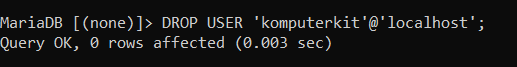 MariaDB [(none)]> DROP USER 'komputerkit'@'localhost';
Query OK, 0 rows affected (0.003 sec)